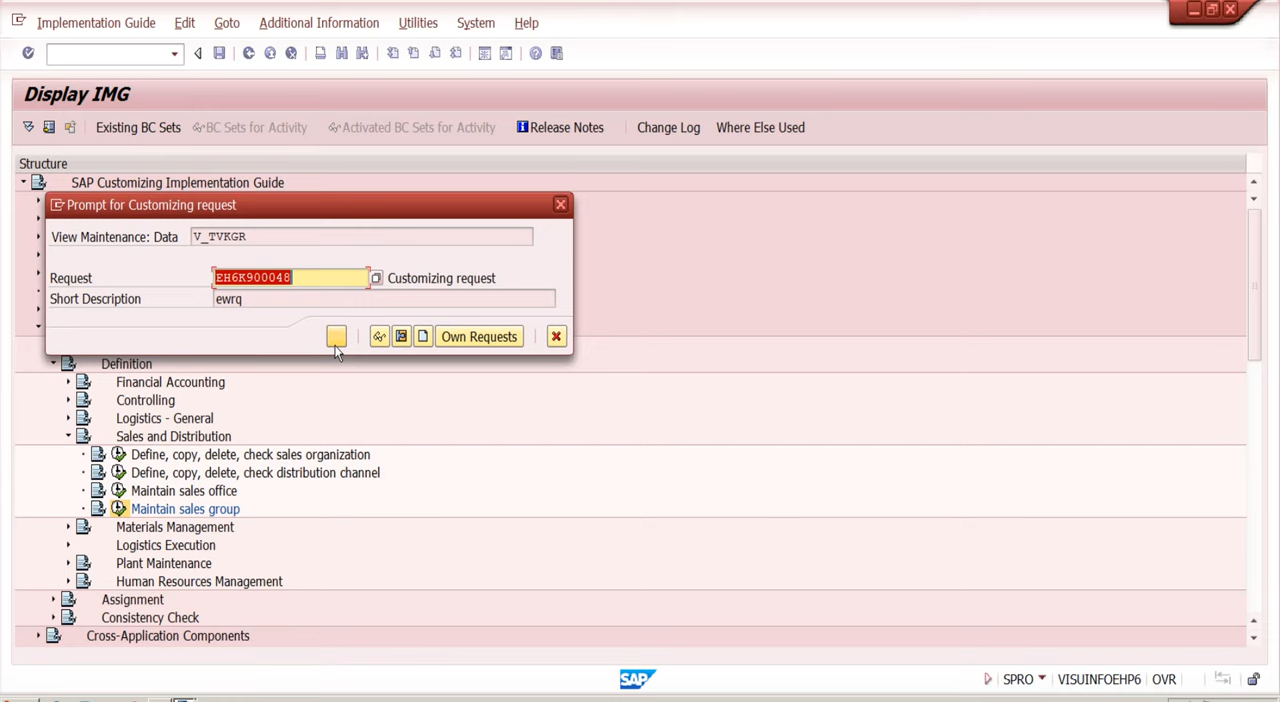 Implementation Guide Edit Goto Additional Information Utilities System Help
Display IMG
Existing BC Sets BC Sets for Activity Activated BC Sets for Activity Release Notes Change Log Where Else Used
Structure
SAP Customizing Implementation Guide
Prompt for Customizing request
View Maintenance: Data V_TVKGR
Request EH6K900048 Customizing request
Short Description ewrq
Own Requests
Definition
Financial Accounting
Controlling
Logistics - General
Sales and Distribution
Define, copy, delete, check sales organization
Define, copy, delete, check distribution channel
Maintain sales office
Maintain sales group
Materials Management
Logistics Execution
Plant Maintenance
Human Resources Management
Assignment
Consistency Check
Cross-Application Components
SAP SPRO VISUINFOEHP6 OVR